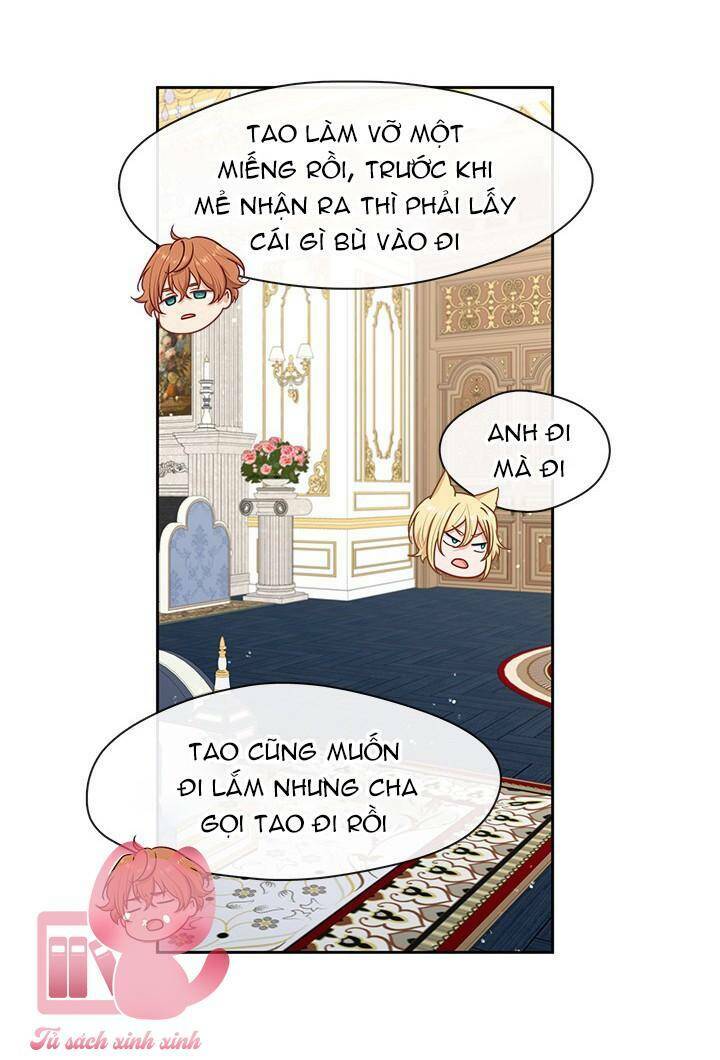 TAO LÀM VỠ MỘT
MIẾNG RỒI, TRƯỚC KHI
MẺ NHẬN RA THÌ PHẢI LẤY
CÁI GÌ BÙ VÀO ĐI
ANH ĐI
MÀ ĐI
TAO CŨNG MUỐN
ĐI LẮM NHƯNG CHA
GỌI TAO ĐI RỒI
Tủ sách xinh xinh